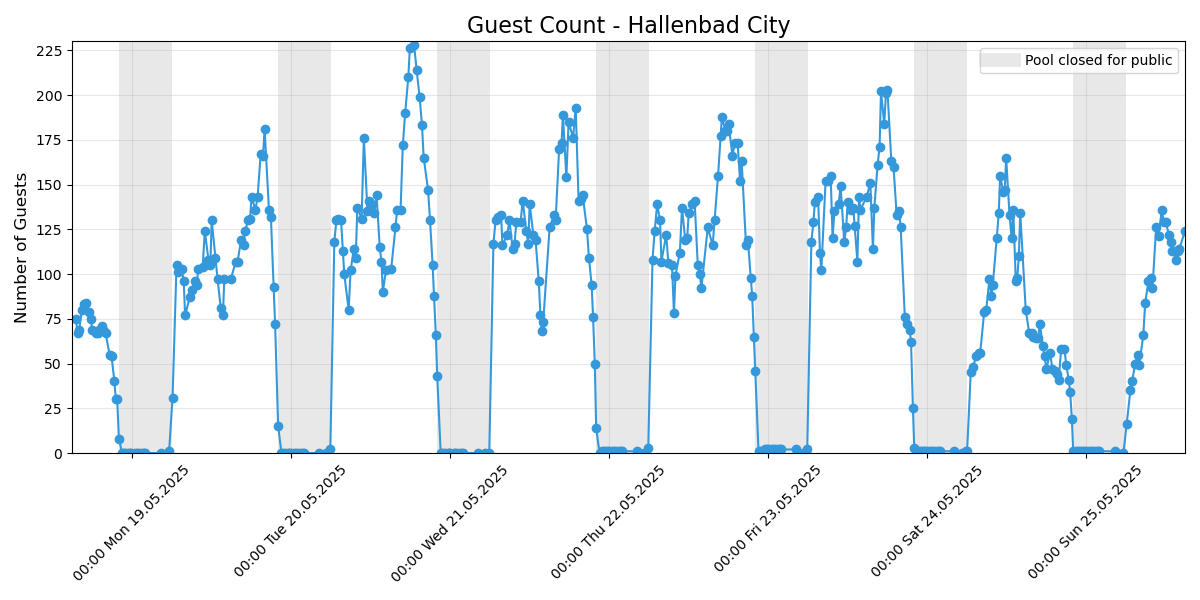 Guest Count - Hallenbad City
Pool closed for public
Number of Guests
225
200
175
150
125
100
75
50
25
0
00:00 Mon 19.05.2025
00:00 Tue 20.05.2025
00:00 Wed 21.05.2025
00:00 Thu 22.05.2025
00:00 Fri 23.05.2025
00:00 Sat 24.05.2025
00:00 Sun 25.05.2025